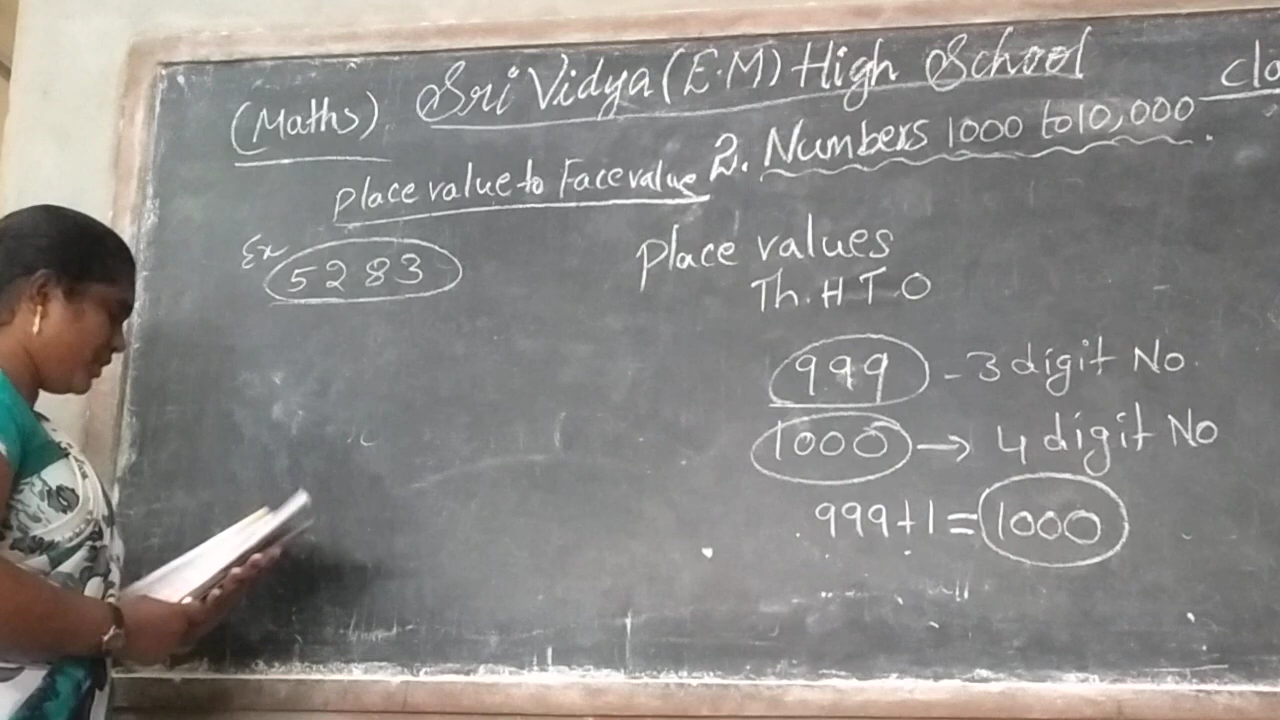 Sri Vidya (E.M) High School
(Maths)
2. Numbers 1000 to 10,000
Place value to Face value
Ex 5283
Place values
Th. H T O
999 - 3 digit No.
1000 → 4 digit No
999+1=1000